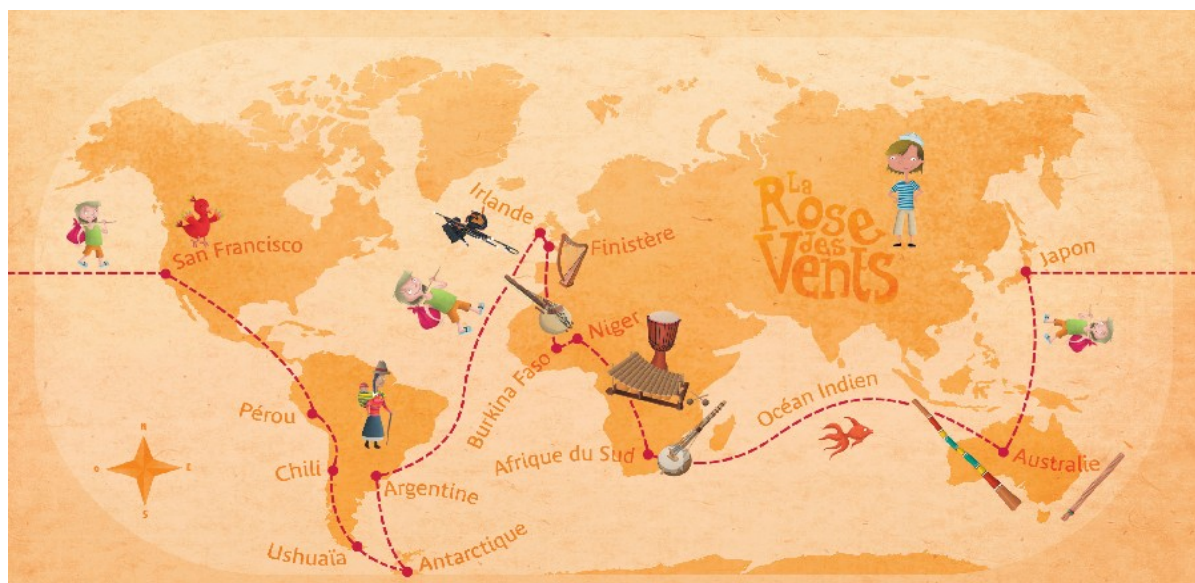 Irlande
Finistère
San Francisco
La
Rose
des
Vents
Japon
Niger
Burkina Faso
Océan Indien
Pérou
Chili
Argentine
Afrique du Sud
Australie
Ushuaïa
Antarctique
N
O
E
S